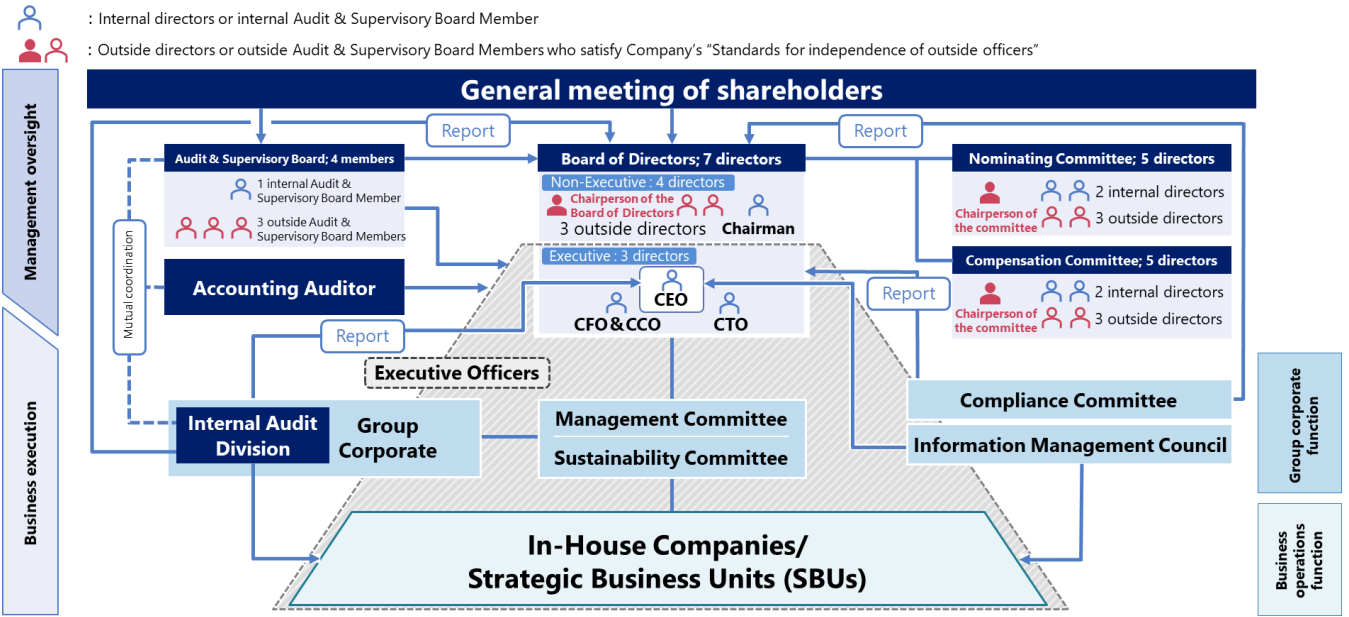 : Internal directors or internal Audit & Supervisory Board Member
: Outside directors or outside Audit & Supervisory Board Members who satisfy Company's “Standards for independence of outside officers”
Management oversight
General meeting of shareholders
Report
Report
Audit & Supervisory Board; 4 members
1 internal Audit &
Supervisory Board Member
3 outside Audit &
Supervisory Board Members
Board of Directors; 7 directors
Non-Executive : 4 directors
Chairperson of the
Board of Directors
3 outside directors
Chairman
Nominating Committee; 5 directors
Chairperson of
the committee
2 internal directors
3 outside directors
Mutual coordination
Accounting Auditor
Executive : 3 directors
CEO
CFO&CCO
CTO
Compensation Committee; 5 directors
Chairperson of
the committee
2 internal directors
3 outside directors
Report
Report
Executive Officers
Business execution
Internal Audit
Division
Group
Corporate
Management Committee
Sustainability Committee
Compliance Committee
Information Management Council
Group corporate
function
In-House Companies/
Strategic Business Units (SBUs)
Business
operations
function